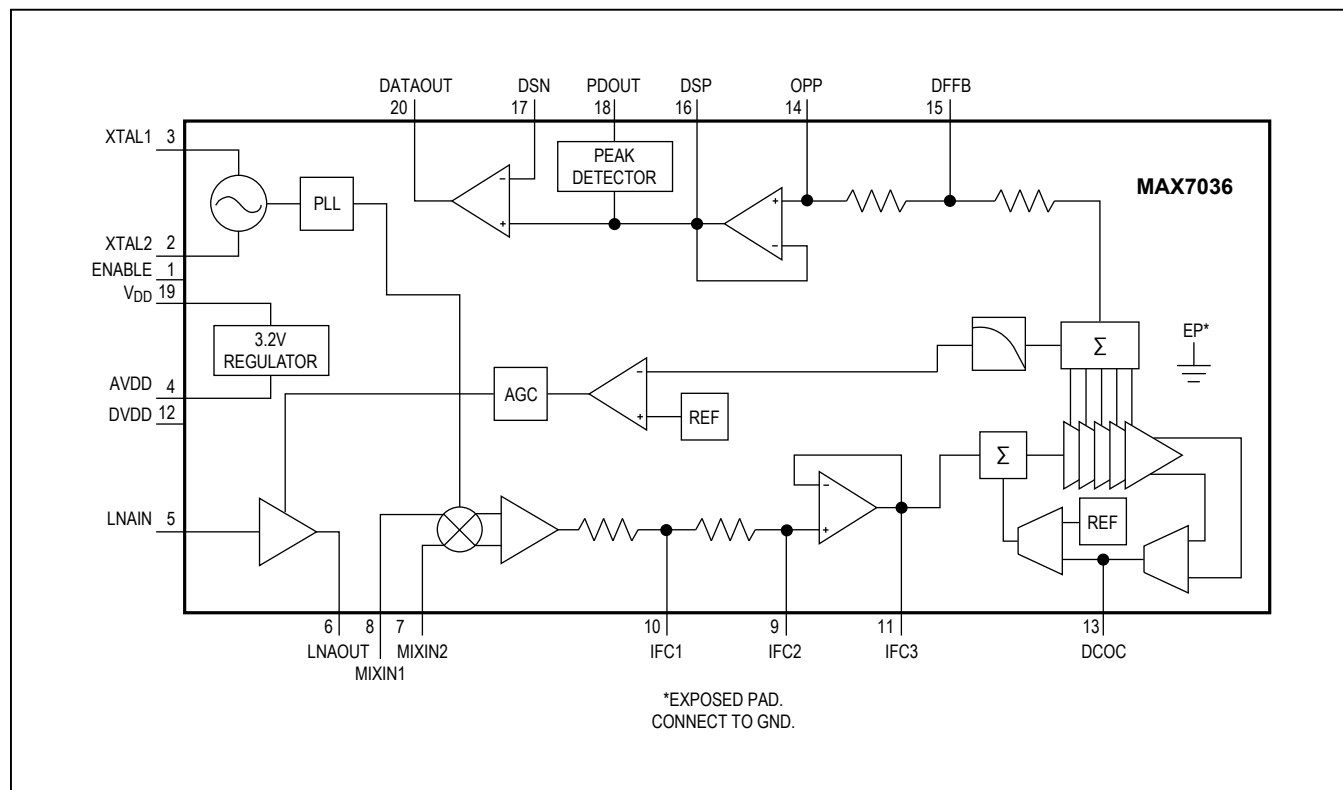 DATAOUT
20
DSN
17
PDOUT
18
DSP
16
OPP
14
DFFB
15
XTAL1 3
PEAK
DETECTOR
MAX7036
PLL
XTAL2 2
ENABLE 1
VDD 19
3.2V
REGULATOR
Σ
EP*
AVDD 4
AGC
DVDD 12
REF
Σ
LNAIN 5
REF
6
LNAOUT
8
MIXIN1
7
MIXIN2
10
IFC1
9
IFC2
11
IFC3
13
DCOC
*EXPOSED PAD.
CONNECT TO GND.